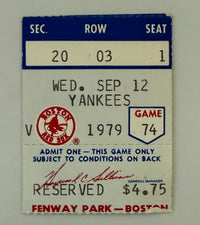 SEC. ROW SEAT
20 03 1
WED. SEP 12
YANKEES
V 1979
BOSTON
RED SOX
GAME
74
ADMIT ONE — THIS GAME ONLY
SUBJECT TO CONDITIONS ON BACK
GENERAL MANAGER
RESERVED $4.75
FENWAY PARK — BOSTON